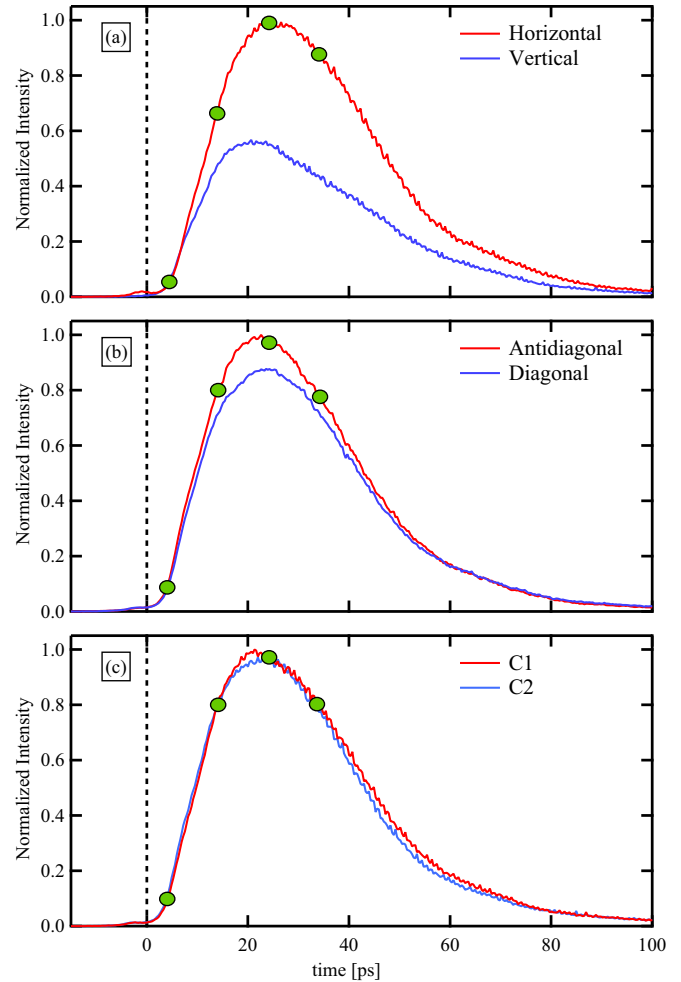 (a)
Horizontal
Vertical
Normalized Intensity
1.0
0.8
0.6
0.4
0.2
0.0
(b)
Antidiagonal
Diagonal
Normalized Intensity
1.0
0.8
0.6
0.4
0.2
0.0
(c)
C1
C2
Normalized Intensity
1.0
0.8
0.6
0.4
0.2
0.0
0 20 40 60 80 100
time [ps]